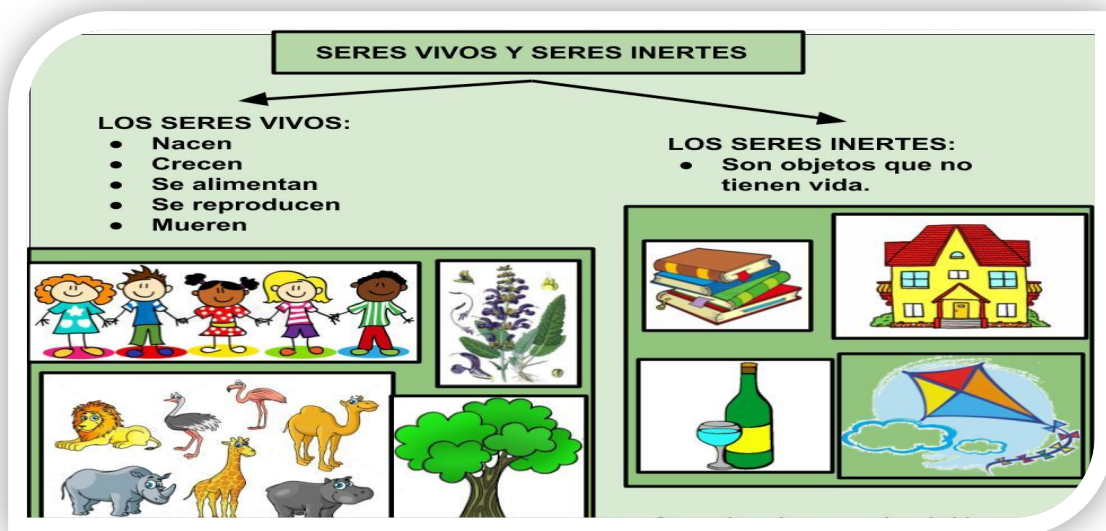 SERES VIVOS Y SERES INERTES
LOS SERES VIVOS:
● Nacen
● Crecen
● Se alimentan
● Se reproducen
● Mueren
LOS SERES INERTES:
● Son objetos que no
tienen vida.